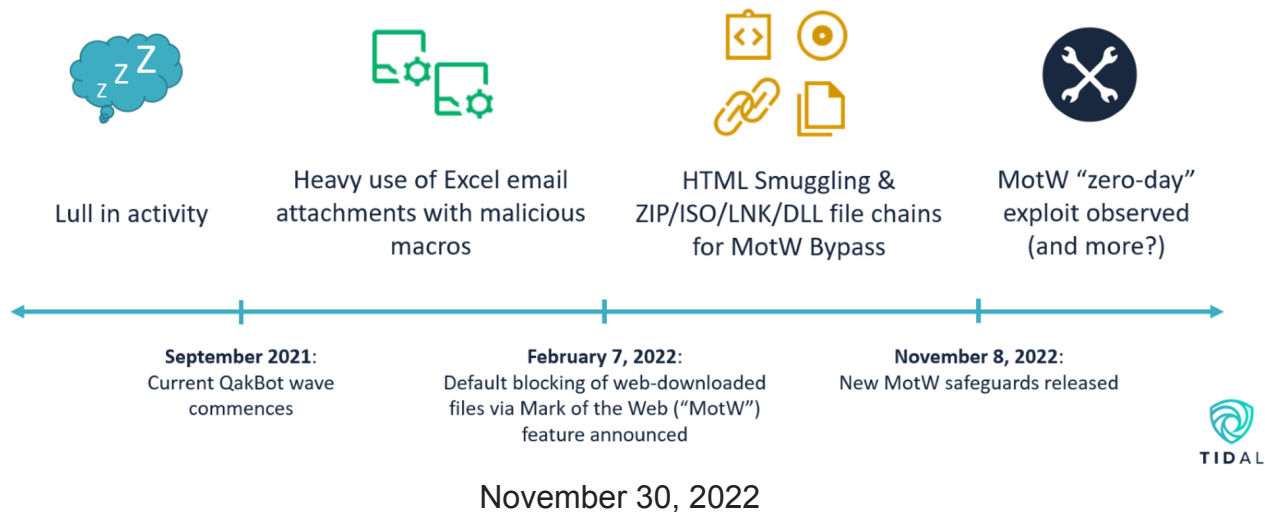 z z Z
Lull in activity
Heavy use of Excel email
attachments with malicious
macros
HTML Smuggling &
ZIP/ISO/LNK/DLL file chains
for MotW Bypass
MotW “zero-day”
exploit observed
(and more?)
September 2021:
Current QakBot wave
commences
February 7, 2022:
Default blocking of web-downloaded
files via Mark of the Web (“MotW”)
feature announced
November 8, 2022:
New MotW safeguards released
TIDAL
November 30, 2022